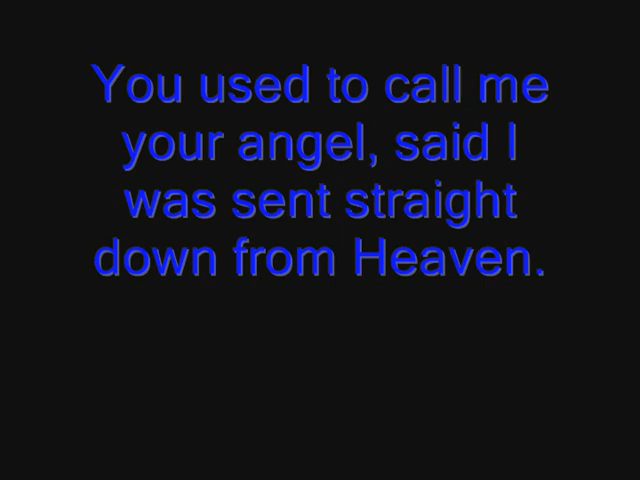 You used to call me
your angel, said I
was sent straight
down from Heaven.